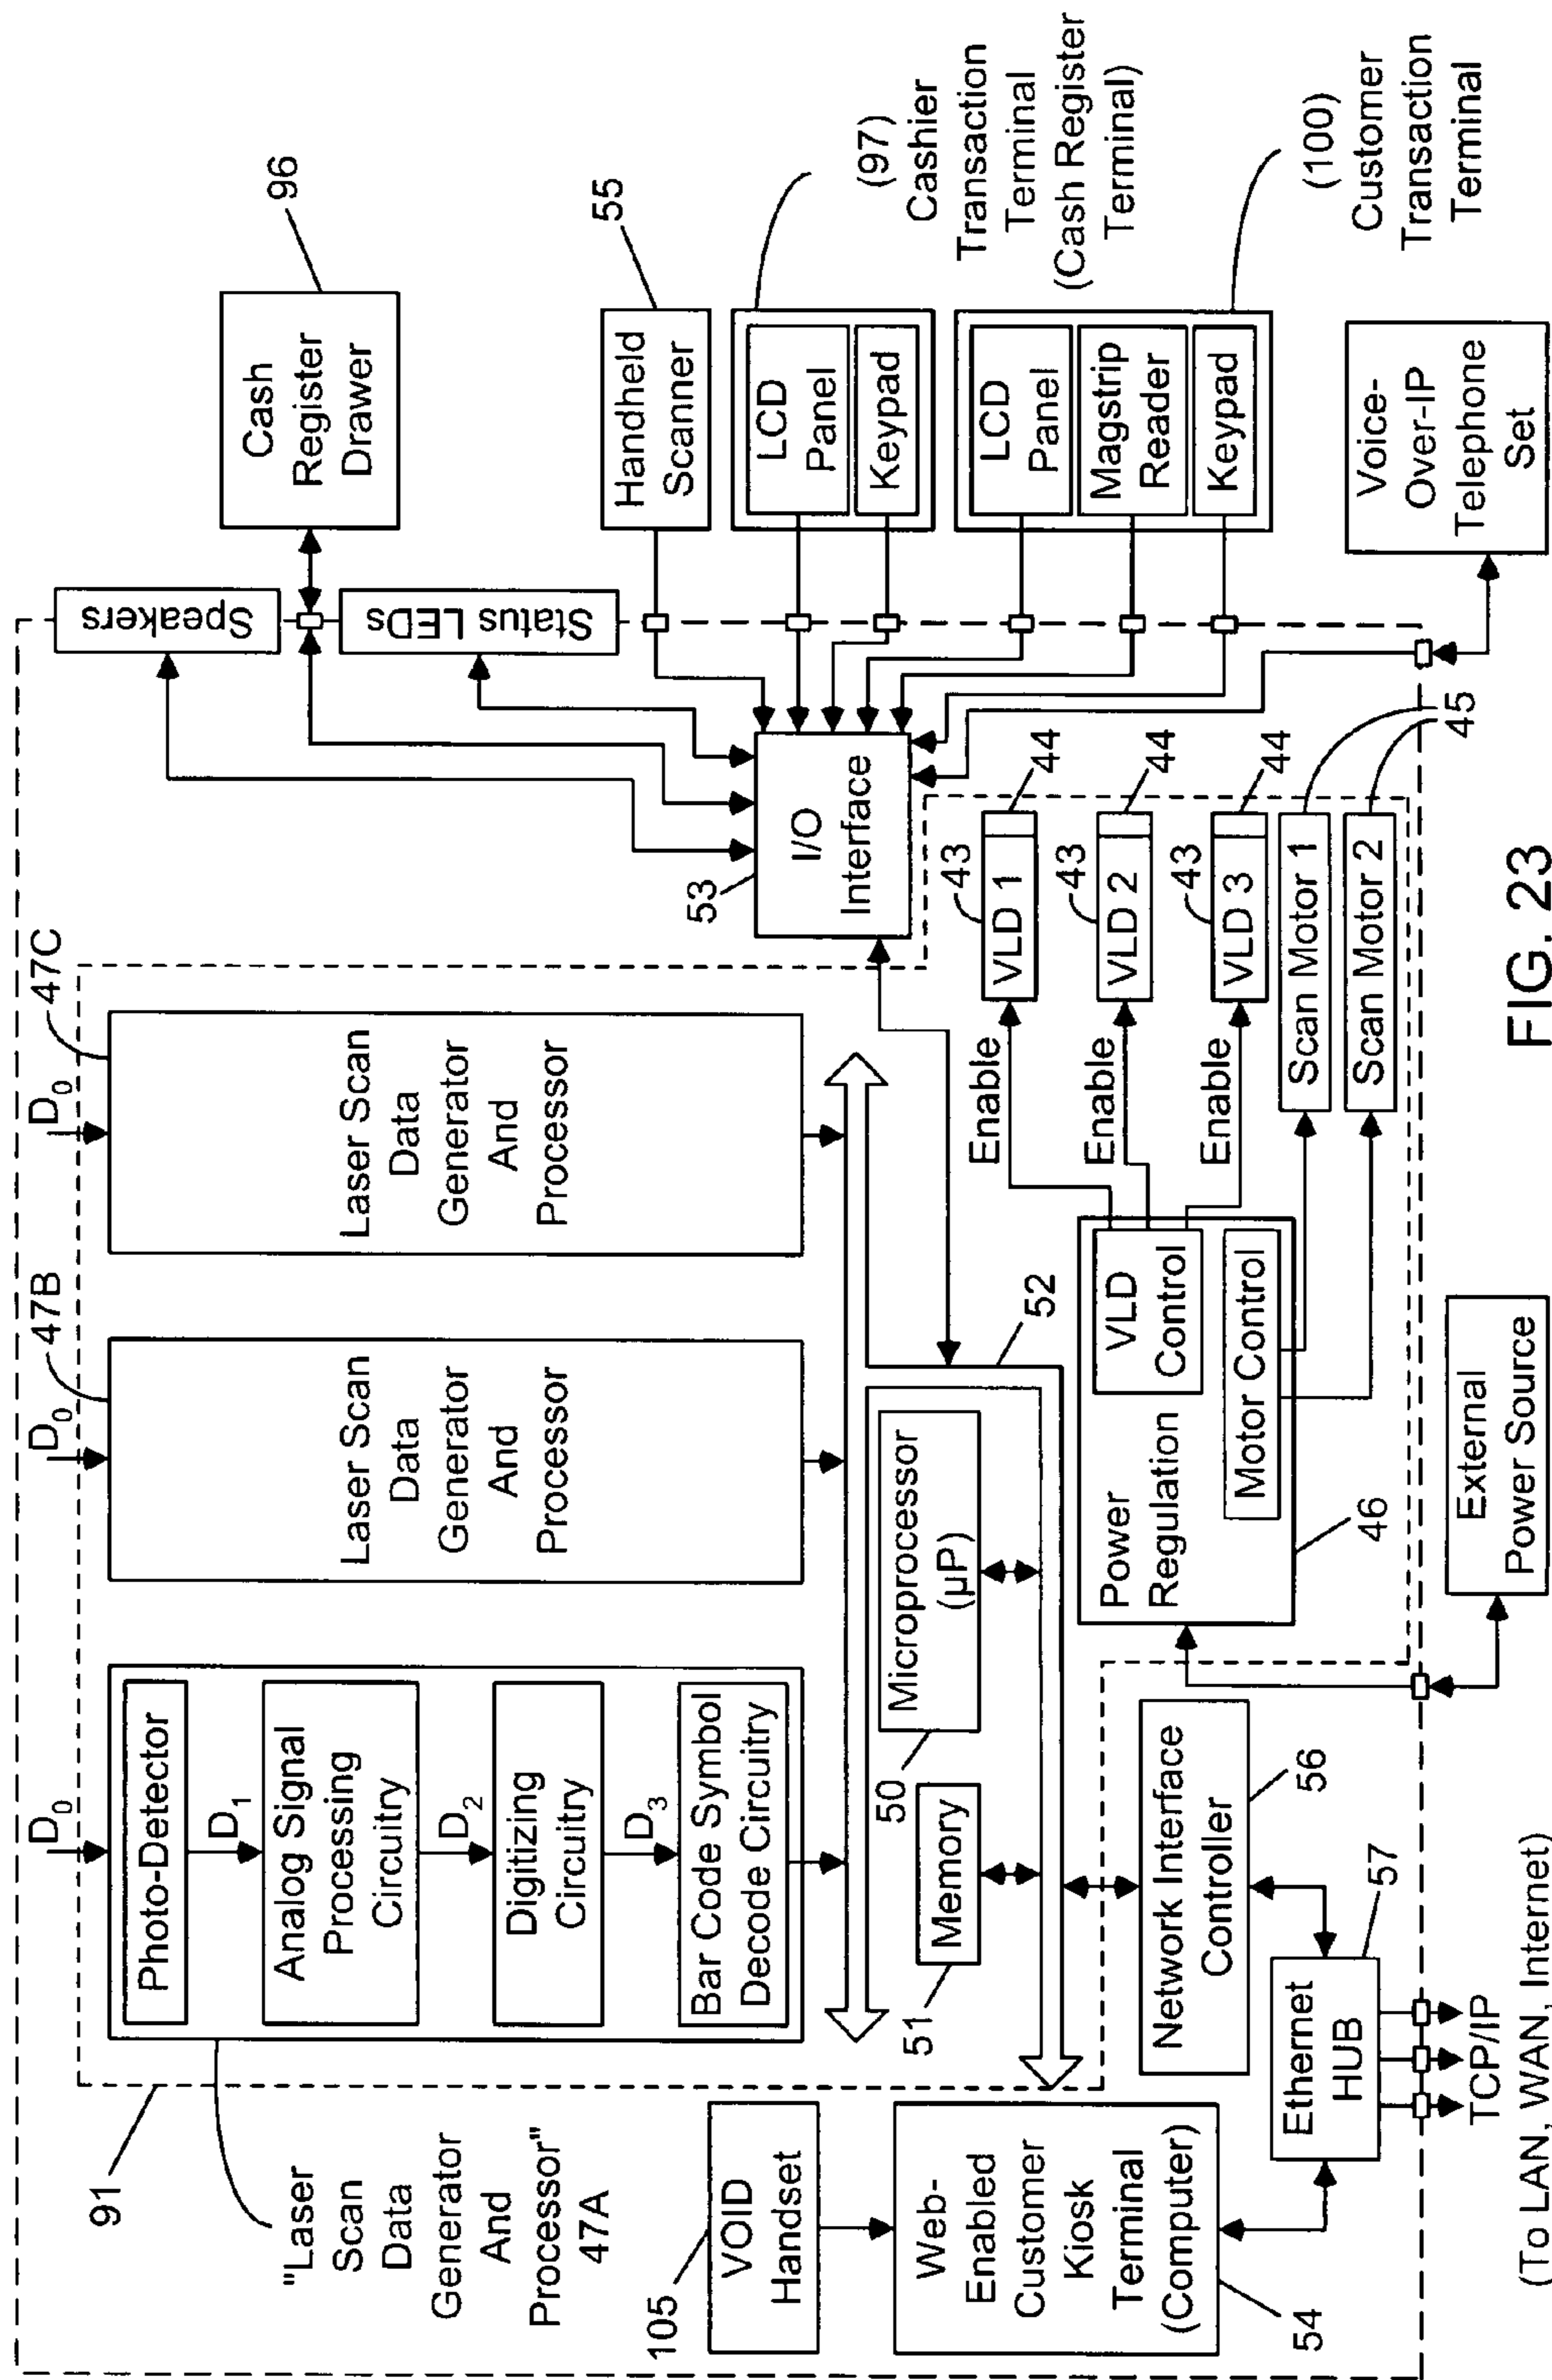 91
"Laser
Scan
Data
Generator
And
Processor"
47A
D0
Photo-Detector
D1
Analog Signal
Processing
Circuitry
D2
Digitizing
Circuitry
D3
Bar Code Symbol
Decode Circuitry
D0
47B
Laser Scan
Data
Generator
And
Processor
D0
47C
Laser Scan
Data
Generator
And
Processor
Speakers
Status LEDs
Cash
Register
Drawer
96
Handheld
Scanner
55
LCD
Panel
Keypad
(97)
Cashier
Transaction
Terminal
(Cash Register
Terminal)
LCD
Panel
Magstrip
Reader
Keypad
(100)
Customer
Transaction
Terminal
Voice-
Over-IP
Telephone
Set
53
I/O
Interface
105
VOID
Handset
Web-
Enabled
Customer
Kiosk
Terminal
(Computer)
54
51
Memory
50
Microprocessor
(µP)
52
Network Interface
Controller
56
Ethernet
HUB
57
TCP/IP
(To LAN, WAN, Internet)
Power
Regulation
VLD
Control
Motor Control
46
External
Power Source
Enable
43
VLD 1
44
Enable
43
VLD 2
44
Enable
43
VLD 3
44
Scan Motor 1
Scan Motor 2
45
FIG. 23